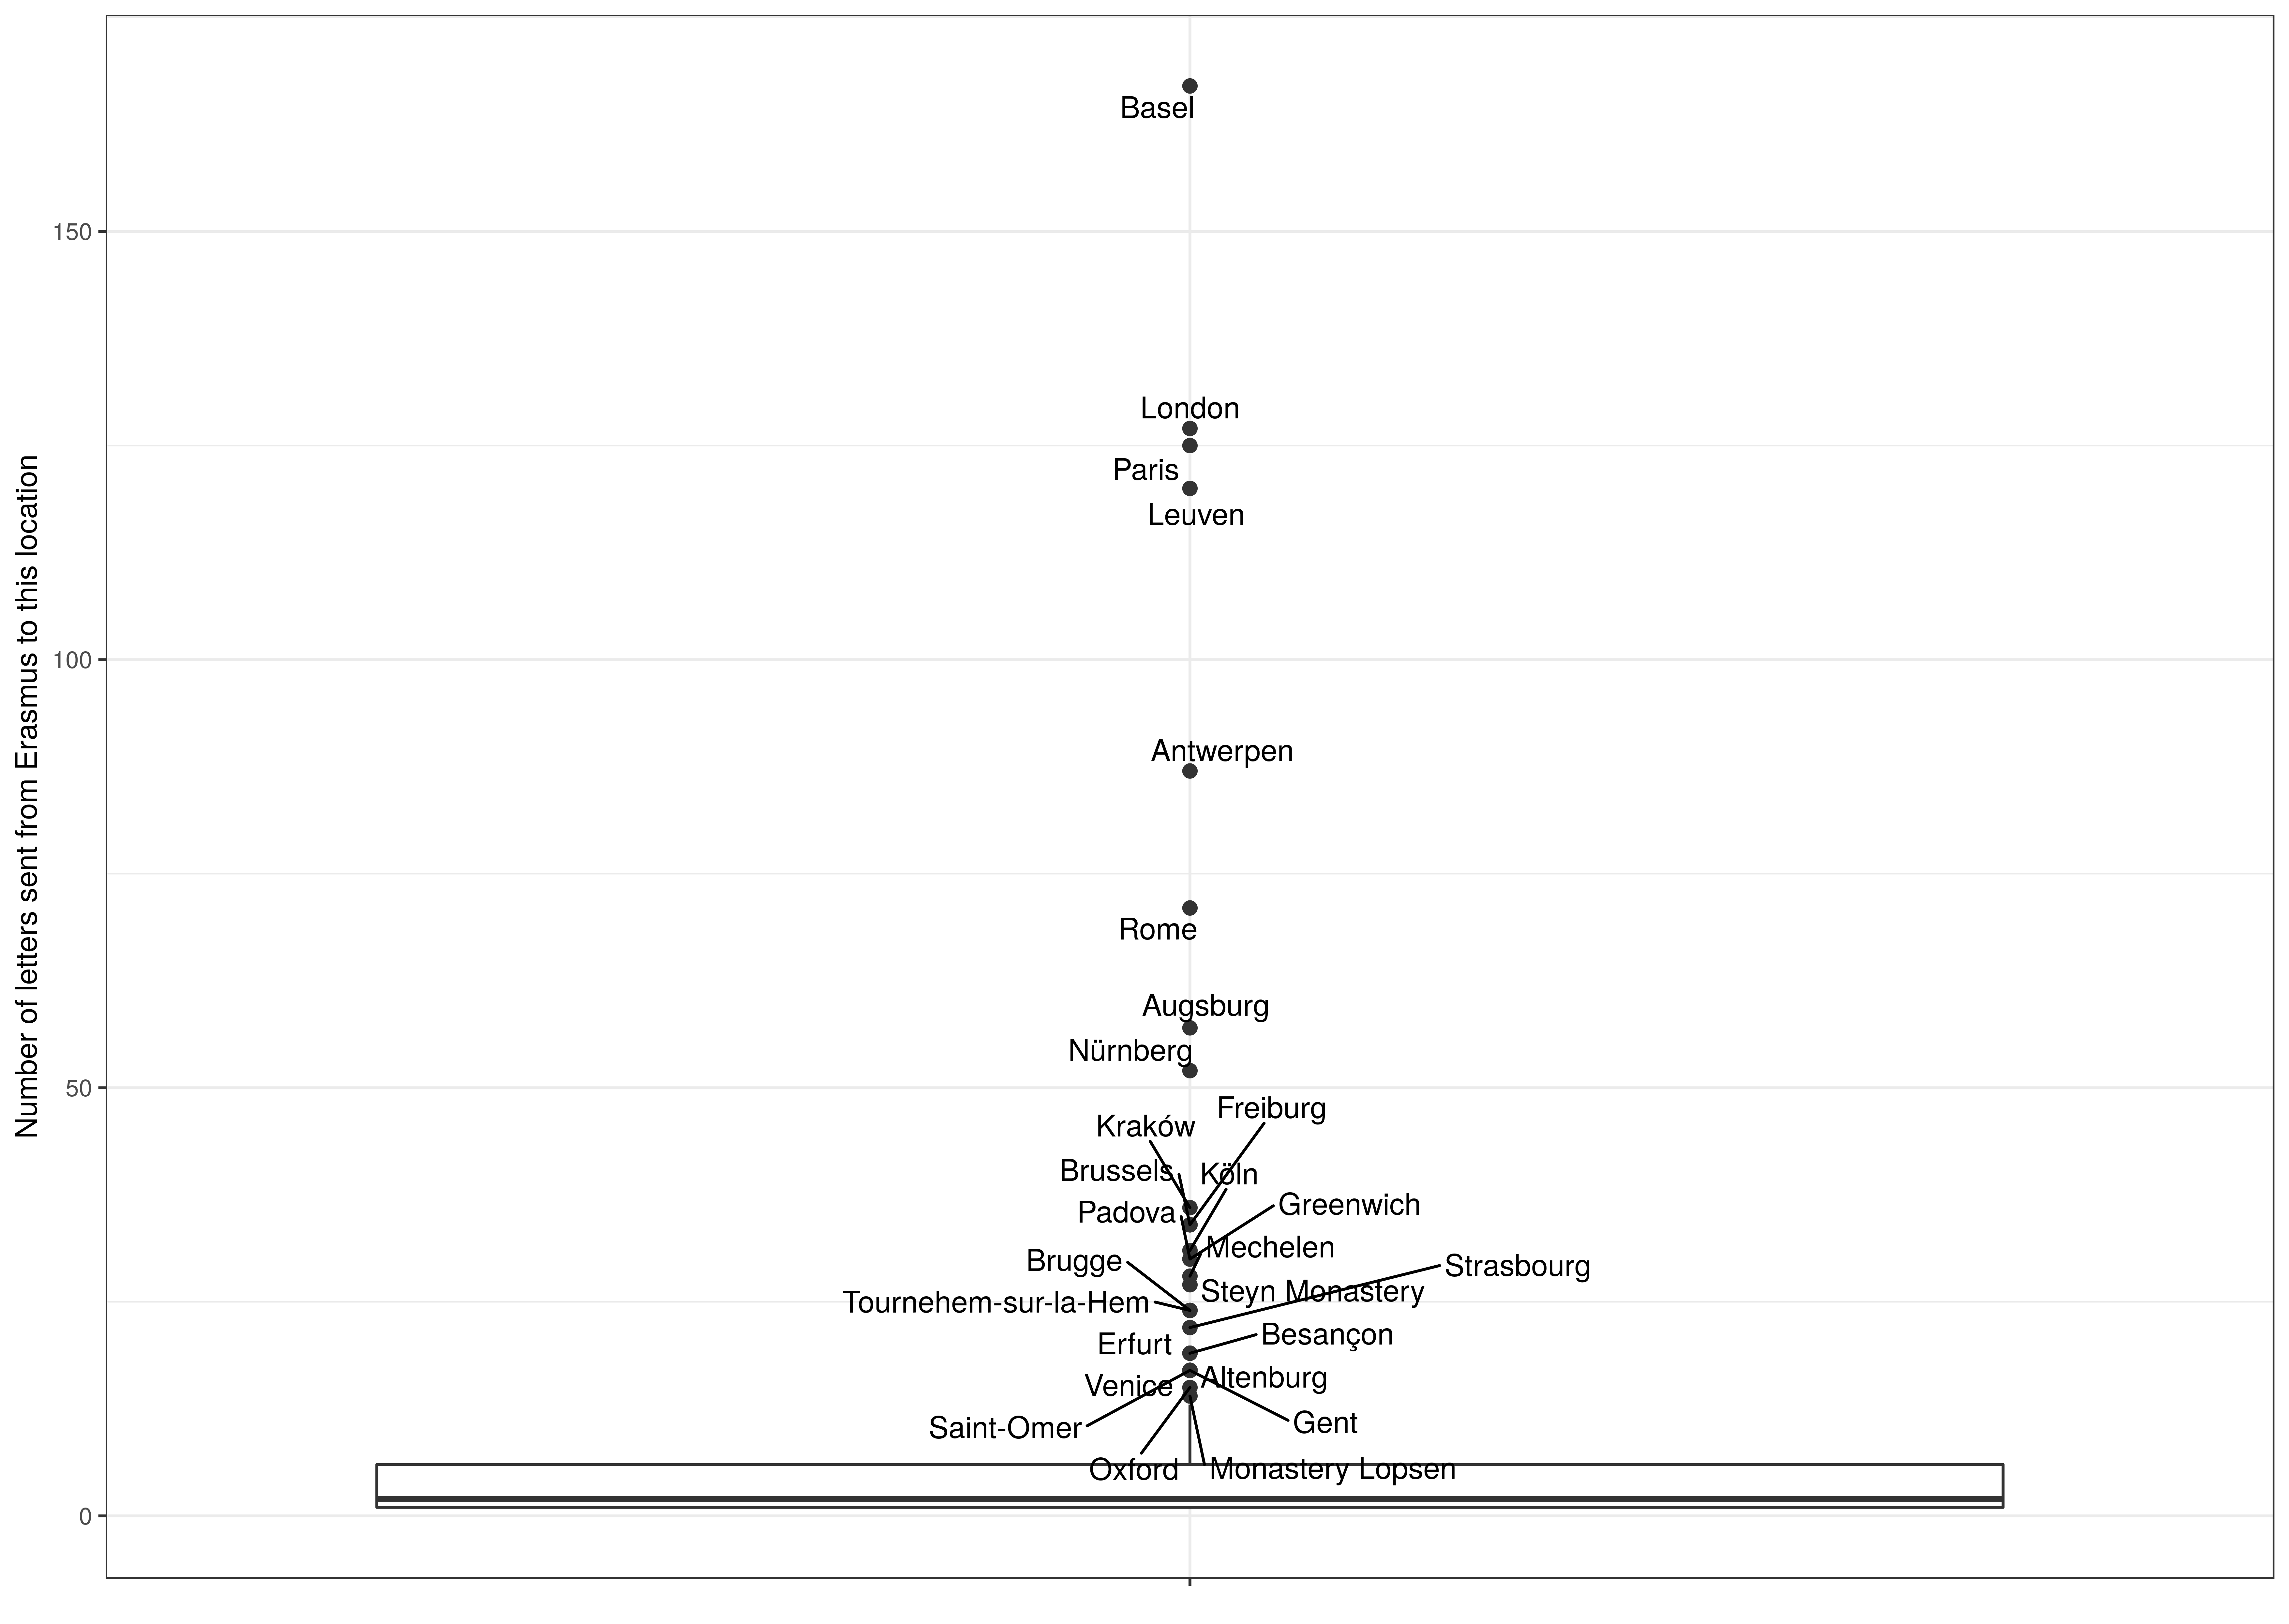 Number of letters sent from Erasmus to this location
150
100
50
0
Basel
London
Paris
Leuven
Antwerpen
Rome
Augsburg
Nürnberg
Freiburg
Kraków
Brussels
Köln
Greenwich
Padova
Mechelen
Brugge
Strasbourg
Steyn Monastery
Tournehem-sur-la-Hem
Besançon
Erfurt
Altenburg
Venice
Gent
Saint-Omer
Oxford
Monastery Lopsen